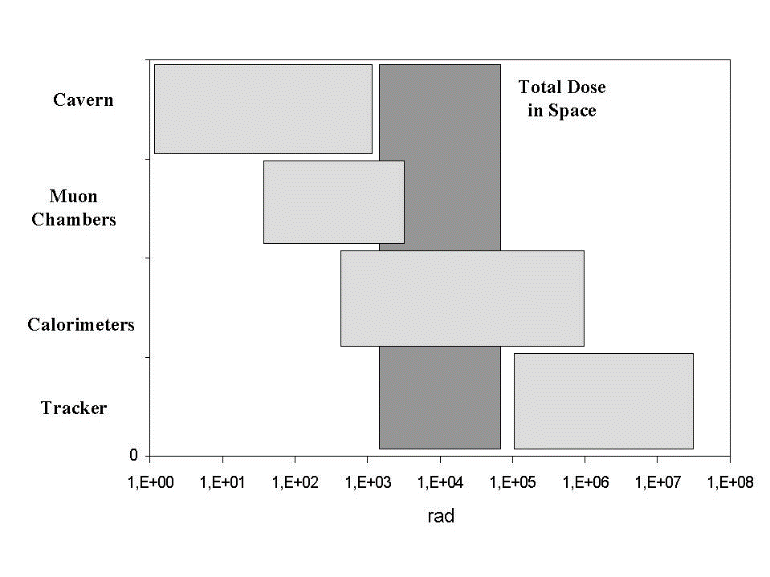 Cavern
Total Dose
in Space
Muon
Chambers
Calorimeters
Tracker
0
1,E+00 1,E+01 1,E+02 1,E+03 1,E+04 1,E+05 1,E+06 1,E+07 1,E+08
rad